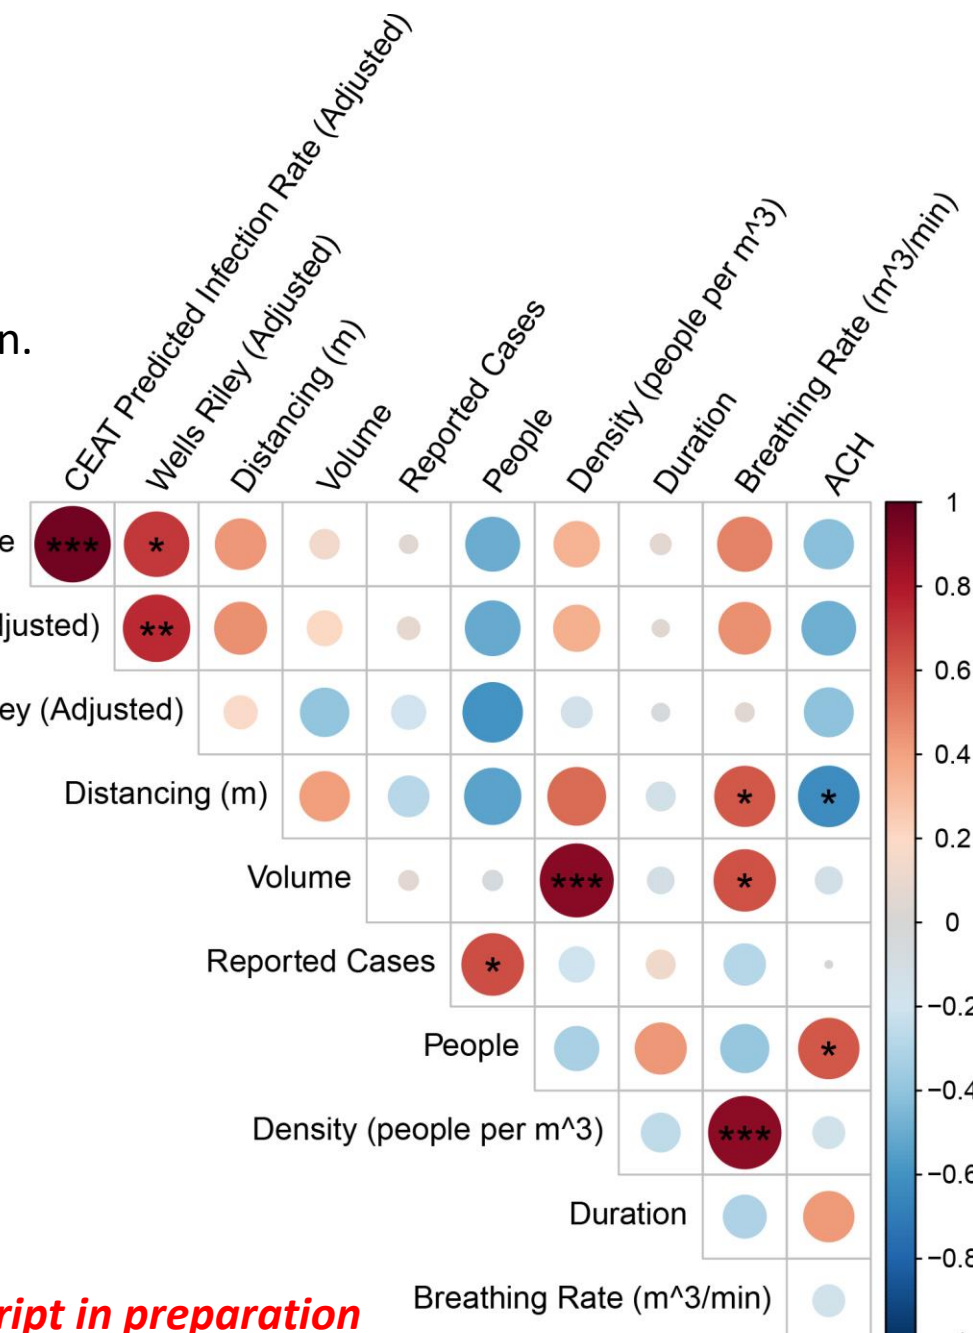 CEAT Predicted Infection Rate (Adjusted)
Wells Riley (Adjusted)
Distancing (m)
Volume
Reported Cases
People
Density (people per m^3)
Duration
Breathing Rate (m^3/min)
ACH
n.
e
*** *
1
ljusted)
**
0.8
ey (Adjusted)
0.6
Distancing (m)
* *
0.4
Volume
*** *
0.2
0
Reported Cases
*
-0.2
People
*
-0.4
Density (people per m^3)
***
-0.6
Duration
-0.8
Breathing Rate (m^3/min)
ript in preparation